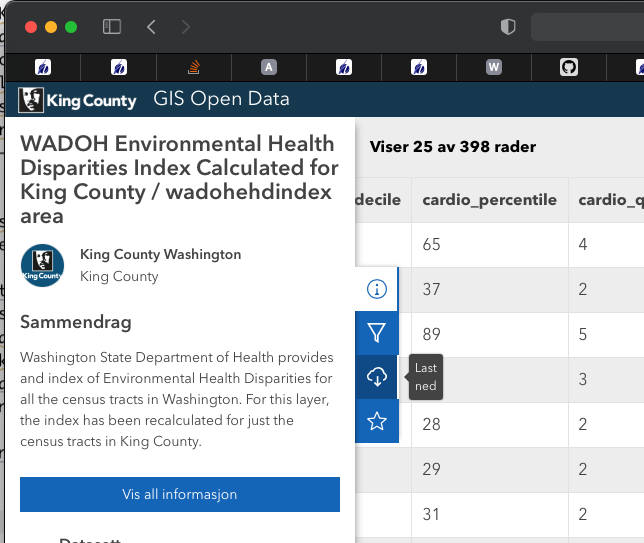 A
W
King County GIS Open Data
WADOH Environmental Health
Disparities Index Calculated for
King County / wadohehdindex
area
King County
King County Washington
King County
Sammendrag
Washington State Department of Health provides
and index of Environmental Health Disparities for
all the census tracts in Washington. For this layer,
the index has been recalculated for just the
census tracts in King County.
Vis all informasjon
Viser 25 av 398 rader
decile cardio_percentile cardio_q
65 4
37 2
89 5
3
28 2
29 2
31 2
Last
ned